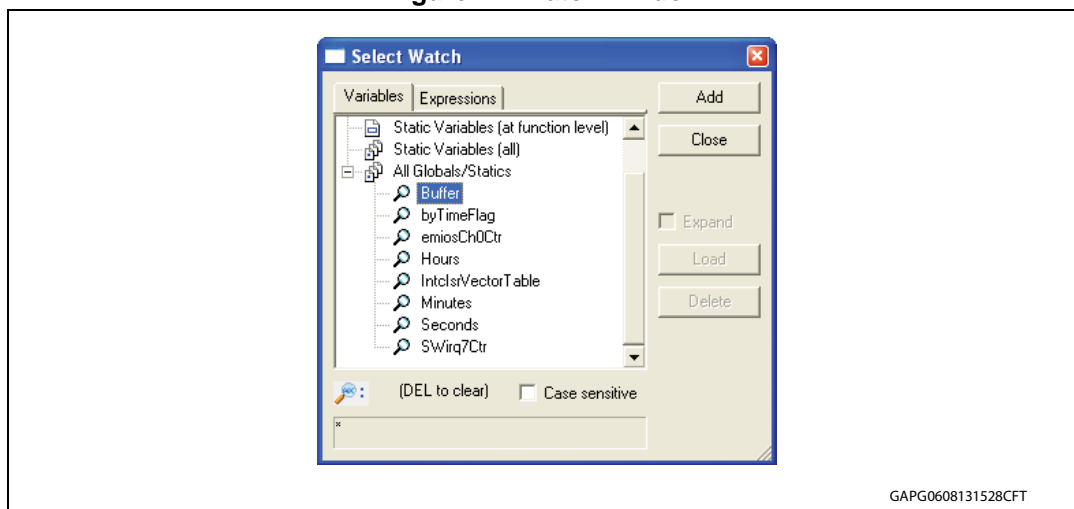 Select Watch
Variables Expressions
Add
Close
Static Variables (at function level)
Static Variables (all)
All Globals/Statics
Buffer
byTimeFlag
emiosCh0Ctr
Hours
IntcIsrVectorTable
Minutes
Seconds
SWirq7Ctr
Expand
Load
Delete
(DEL to clear) Case sensitive
*
GAPG0608131528CFT